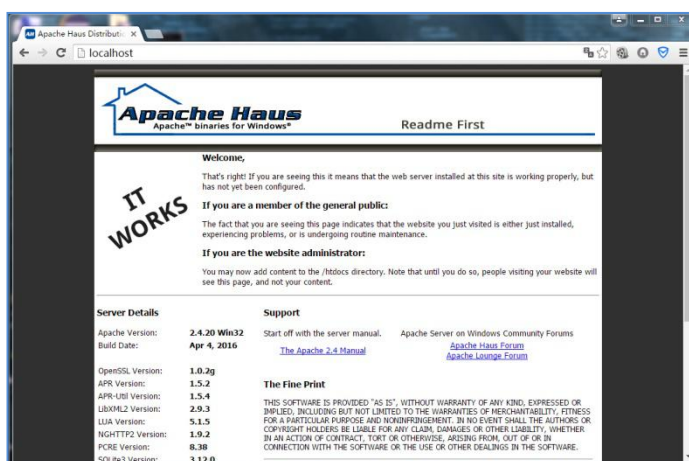 Apache Haus Distributic
localhost
Apache Haus
Apache™ binaries for Windows®
Readme First
IT
WORKS
Welcome,
That's right! If you are seeing this it means that the web server installed at this site is working properly, but
has not yet been configured.
If you are a member of the general public:
The fact that you are seeing this page indicates that the website you just visited is either just installed,
experiencing problems, or is undergoing routine maintenance.
If you are the website administrator:
You may now add content to the /htdocs directory. Note that until you do so, people visiting your website will
see this page, and not your content.
Server Details
Apache Version: 2.4.20 Win32
Build Date: Apr 4, 2016
OpenSSL Version: 1.0.2g
APR Version: 1.5.2
APR-Util Version: 1.5.4
LibXML2 Version: 2.9.3
LUA Version: 5.1.5
NGHTTP2 Version: 1.9.2
PCRE Version: 8.38
SQLite3 Version: 3.12.0
Support
Start off with the server manual.
The Apache 2.4 Manual
Apache Server on Windows Community Forums
Apache Haus Forum
Apache Lounge Forum
The Fine Print
THIS SOFTWARE IS PROVIDED "AS IS", WITHOUT WARRANTY OF ANY KIND, EXPRESSED OR
IMPLIED, INCLUDING BUT NOT LIMITED TO THE WARRANTIES OF MERCHANTABILITY, FITNESS
FOR A PARTICULAR PURPOSE AND NONINFRINGEMENT. IN NO EVENT SHALL THE AUTHORS OR
COPYRIGHT HOLDERS BE LIABLE FOR ANY CLAIM, DAMAGES OR OTHER LIABILITY, WHETHER
IN AN ACTION OF CONTRACT, TORT OR OTHERWISE, ARISING FROM, OUT OF OR IN
CONNECTION WITH THE SOFTWARE OR THE USE OR OTHER DEALINGS IN THE SOFTWARE.